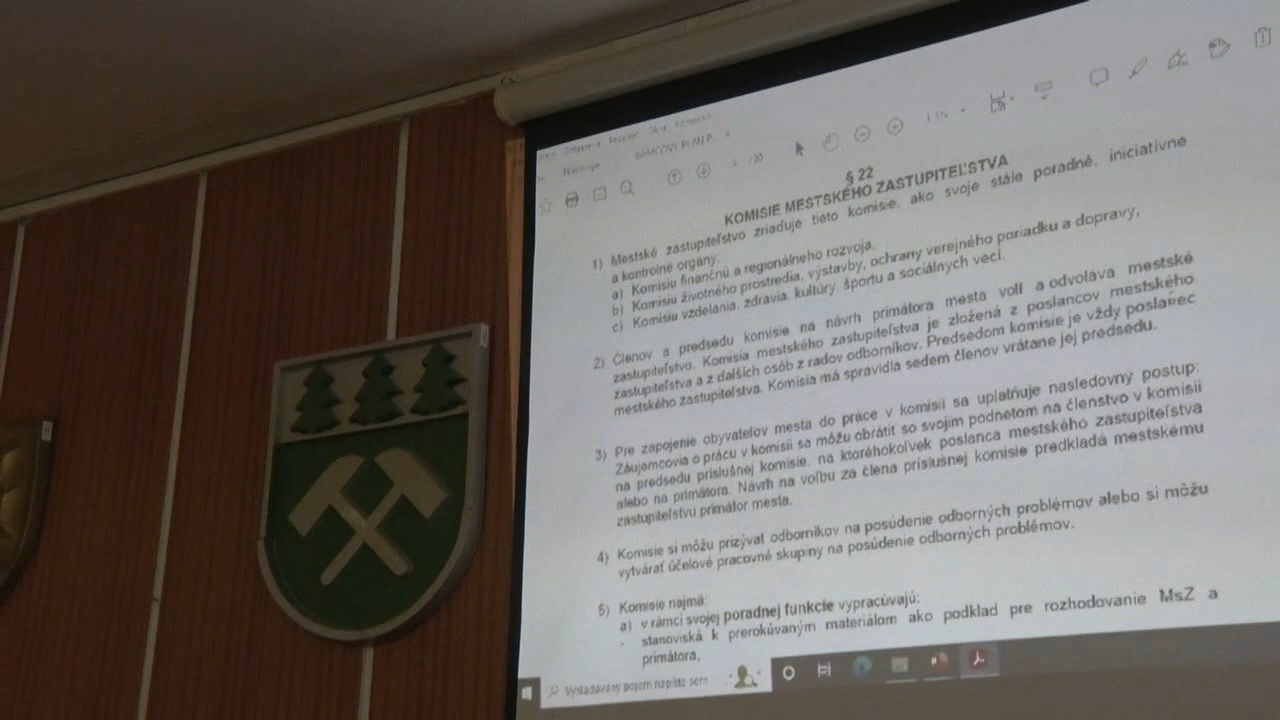 Nástroje
RÁMCOVÝ PLÁN P...
/ 20
§ 22
KOMISIE MESTSKÉHO ZASTUPITEĽSTVA
1) Mestské zastupiteľstvo zriaďuje tieto komisie, ako svoje stále poradné, iniciatívne
a kontrolné orgány:
a) Komisiu finančnú a regionálneho rozvoja,
b) Komisiu životného prostredia, výstavby, ochrany verejného poriadku a dopravy,
c) Komisiu vzdelania, zdravia, kultúry, športu a sociálnych vecí.
2) Členov a predsedu komisie na návrh primátora mesta volí a odvoláva mestské
zastupiteľstvo. Komisia mestského zastupiteľstva je zložená z poslancov mestského
zastupiteľstva a z ďalších osôb z radov odborníkov. Predsedom komisie je vždy poslanec
mestského zastupiteľstva. Komisia má spravidla sedem členov vrátane jej predsedu.
3) Pre zapojenie obyvateľov mesta do práce v komisii sa uplatňuje nasledovný postup:
Záujemcovia o prácu v komisii sa môžu obrátiť so svojim podnetom na členstvo v komisii
na predsedu príslušnej komisie, na ktoréhokoľvek poslanca mestského zastupiteľstva
alebo na primátora. Návrh na voľbu za člena príslušnej komisie predkladá mestskému
zastupiteľstvu primátor mesta.
4) Komisie si môžu prizývať odborníkov na posúdenie odborných problémov alebo si môžu
vytvárať účelové pracovné skupiny na posúdenie odborných problémov.
5) Komisie najmä:
a) v rámci svojej poradnej funkcie vypracúvajú:
- stanoviská k prerokúvaným materiálom ako podklad pre rozhodovanie MsZ a
primátora,
Vyhľadávaný pojem napíšte sem